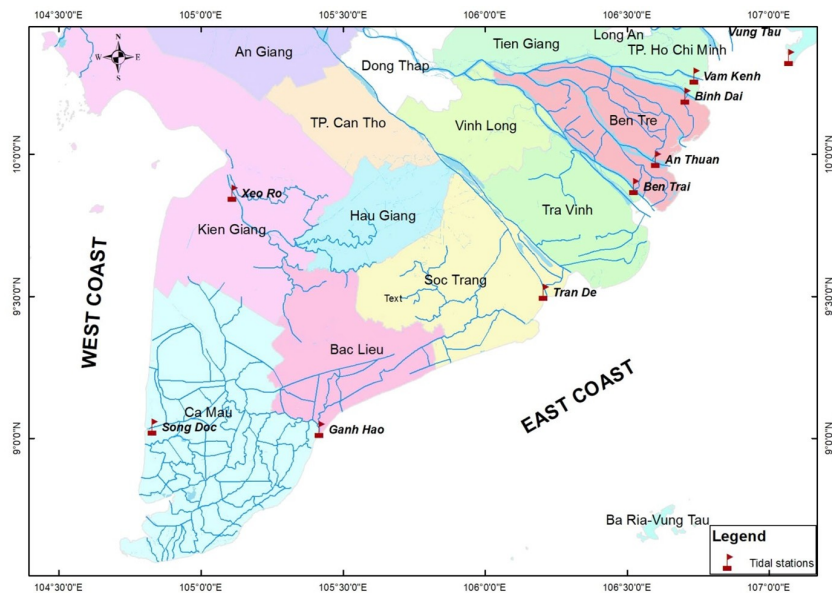 104°30'0"E
105°0'0"E
105°30'0"E
106°0'0"E
106°30'0"E
107°0'0"E
N
W
E
S
An Giang
Dong Thap
Tien Giang
Long An
TP. Ho Chi Minh
Vung Tau
Vam Kenh
Binh Dai
TP. Can Tho
Vinh Long
Ben Tre
10°0'0"N
10°0'0"N
An Thuan
Xeo Ro
Ben Trai
Kien Giang
Hau Giang
Tra Vinh
WEST COAST
Soc Trang
Text
Tran De
9°30'0"N
9°30'0"N
Bac Lieu
EAST COAST
Ca Mau
Song Doc
Ganh Hao
9°0'0"N
9°0'0"N
Ba Ria-Vung Tau
Legend
Tidal stations
104°30'0"E
105°0'0"E
105°30'0"E
106°0'0"E
106°30'0"E
107°0'0"E